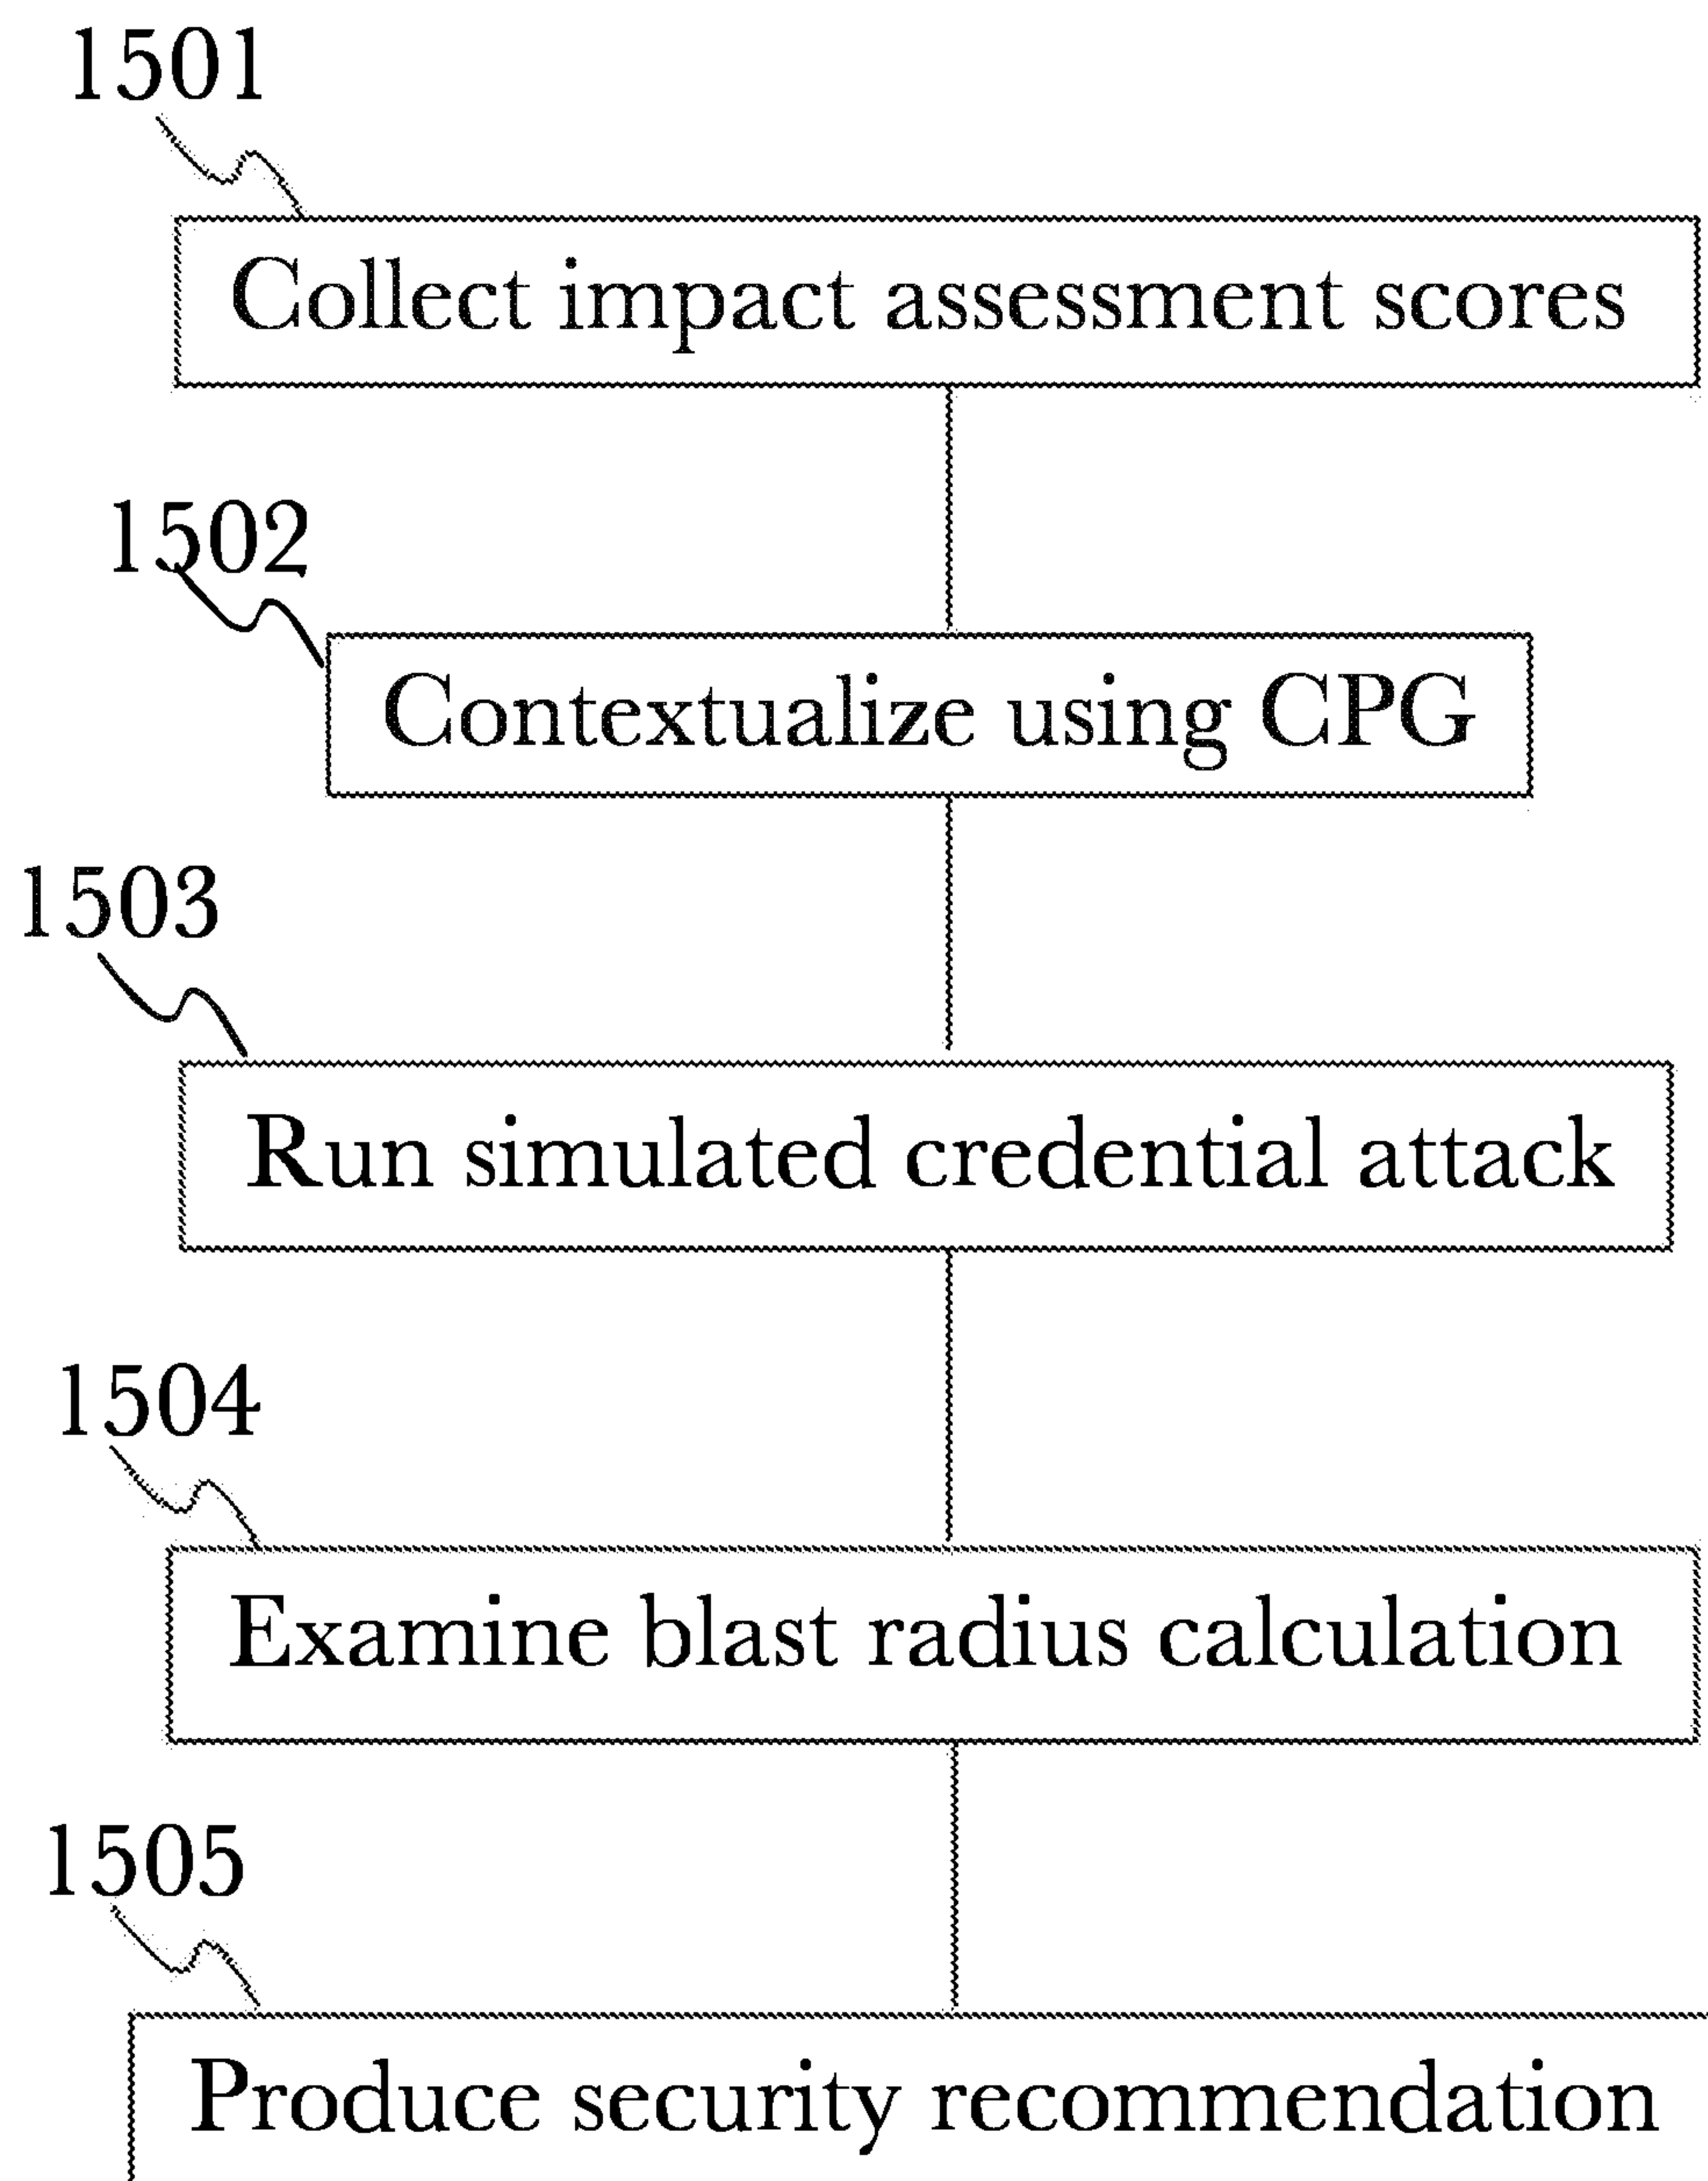 1501
Collect impact assessment scores
1502
Contextualize using CPG
1503
Run simulated credential attack
1504
Examine blast radius calculation
1505
Produce security recommendation